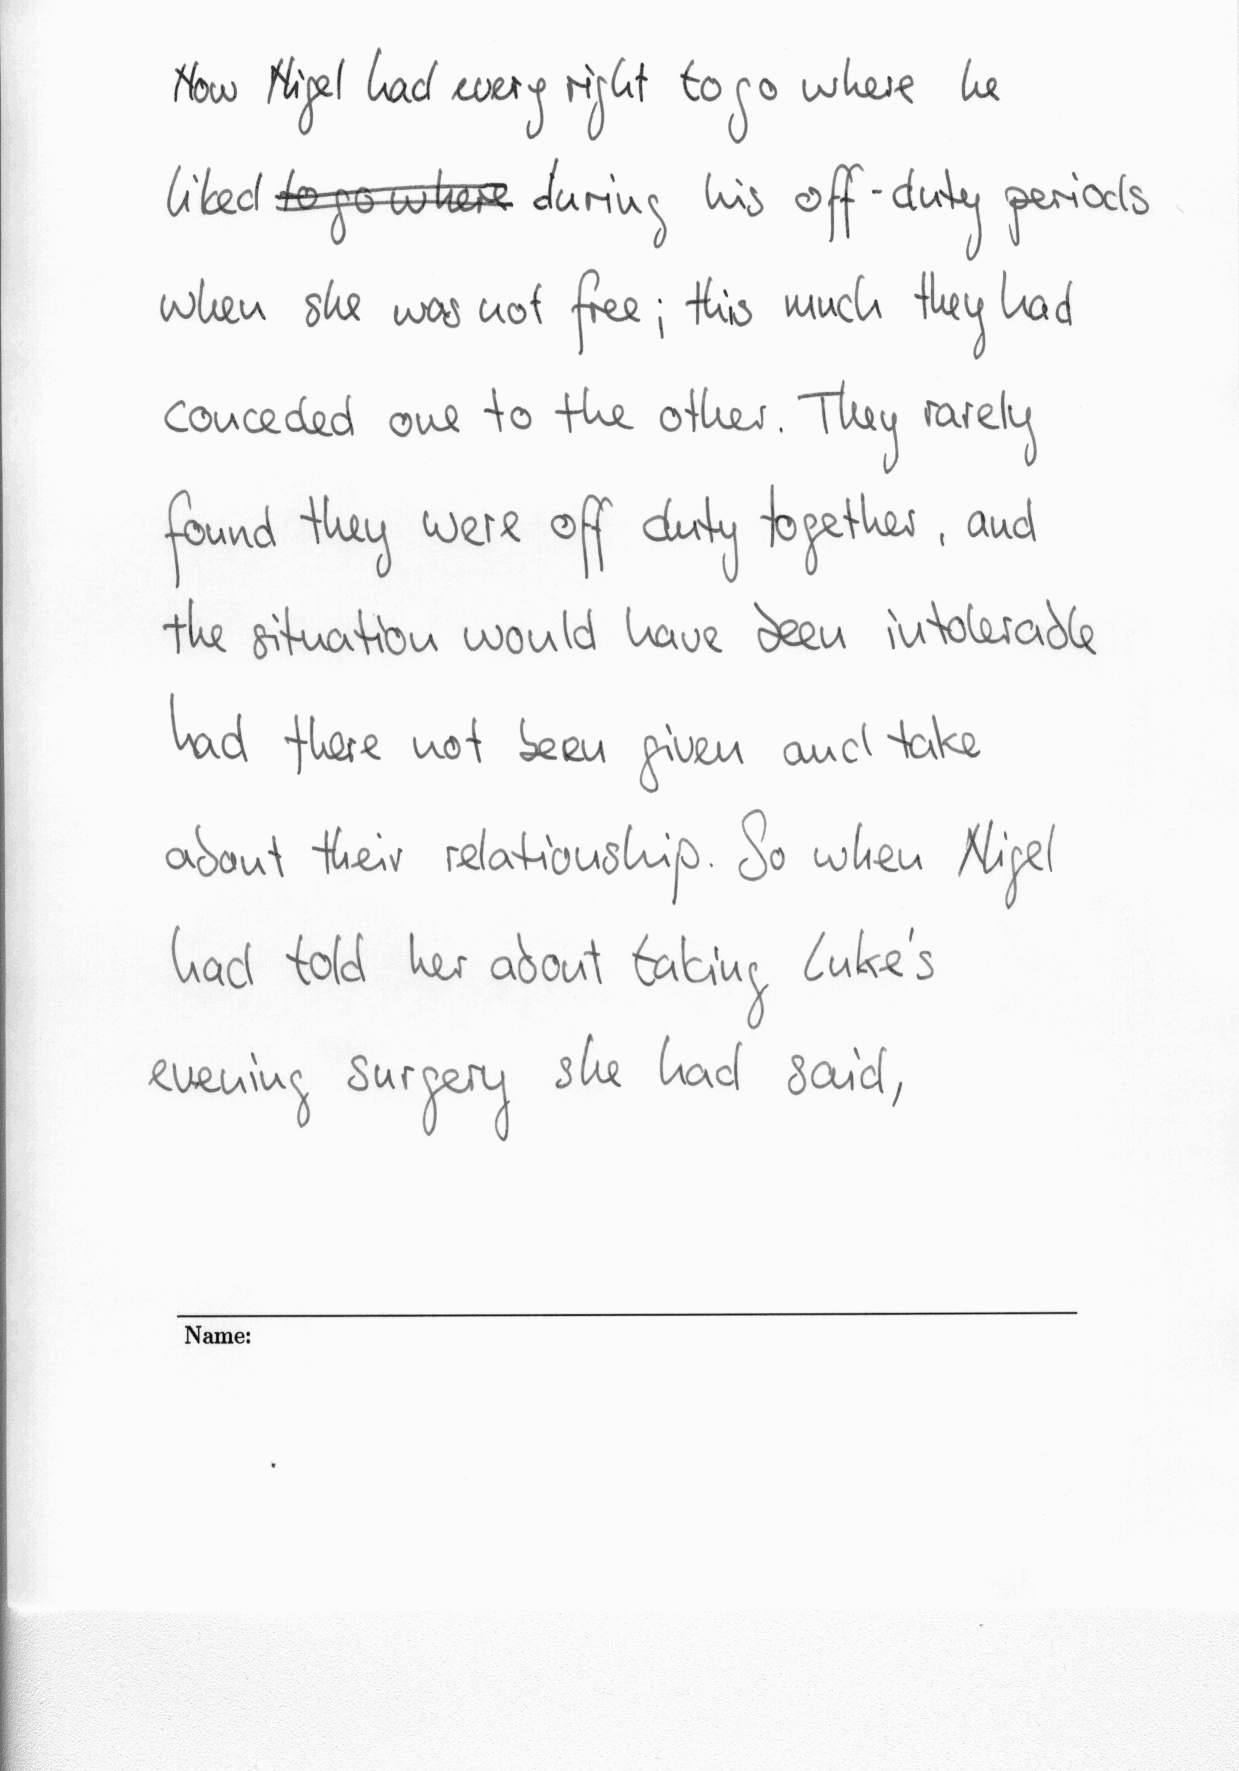 Now Nigel had every right to go where he
liked to go where during his off-duty periods
when she was not free; this much they had
conceded one to the other. They rarely
found they were off duty together, and
the situation would have been intolerable
had there not been given and take
about their relationship. So when Nigel
had told her about taking Luke's
evening surgery she had said,
Name: